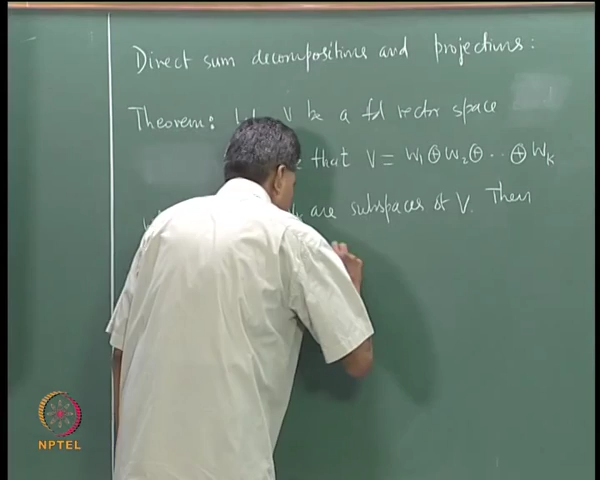 Direct sum decompositions and projections:
Theorem: V be a fd vector space
that V = W₁ ⊕ W₂ ⊕ .. ⊕ Wₖ
are subspaces of V. Then
NPTEL